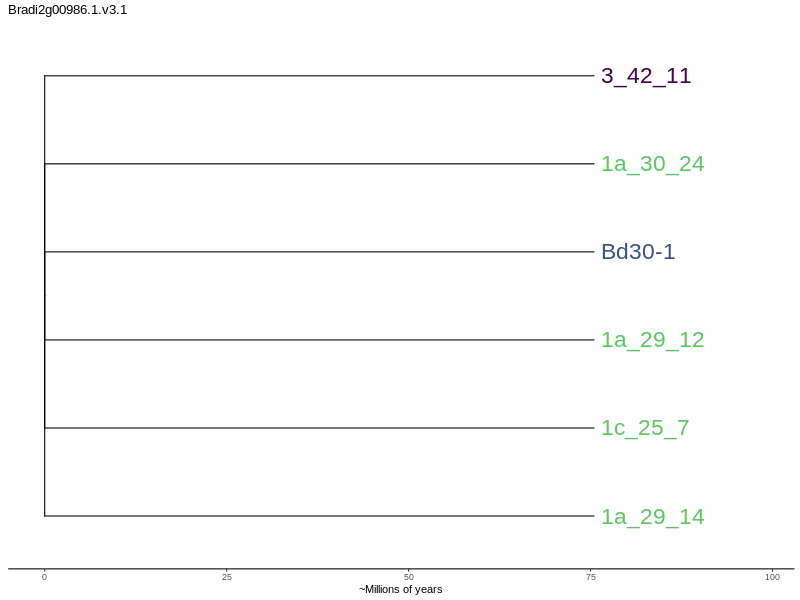 Bradi2g00986.1.v3.1
3_42_11
1a_30_24
Bd30-1
1a_29_12
1c_25_7
1a_29_14
0 25 50 75 100
~Millions of years